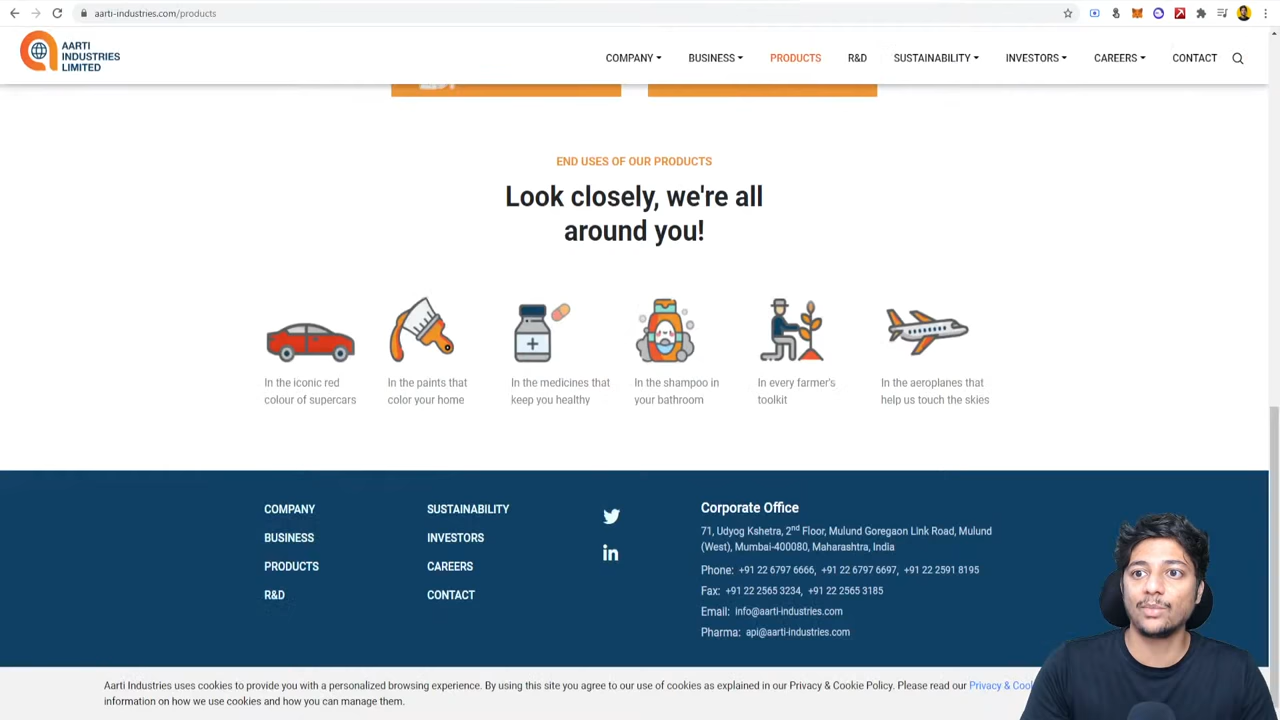 aarti-industries.com/products
AARTI
INDUSTRIES
LIMITED
COMPANY
BUSINESS
PRODUCTS
R&D
SUSTAINABILITY
INVESTORS
CAREERS
CONTACT
END USES OF OUR PRODUCTS
Look closely, we're all
around you!
In the iconic red
colour of supercars
In the paints that
color your home
In the medicines that
keep you healthy
In the shampoo in
your bathroom
In every farmer's
toolkit
In the aeroplanes that
help us touch the skies
COMPANY
BUSINESS
PRODUCTS
R&D
SUSTAINABILITY
INVESTORS
CAREERS
CONTACT
Corporate Office
71, Udyog Kshetra, 2nd Floor, Mulund Goregaon Link Road, Mulund
(West), Mumbai-400080, Maharashtra, India
Phone: +91 22 6797 6666, +91 22 6797 6697, +91 22 2591 8195
Fax: +91 22 2565 3234, +91 22 2565 3185
Email: info@aarti-industries.com
Pharma: api@aarti-industries.com
Aarti Industries uses cookies to provide you with a personalized browsing experience. By using this site you agree to our use of cookies as explained in our Privacy & Cookie Policy. Please read our Privacy &
information on how we use cookies and how you can manage them.